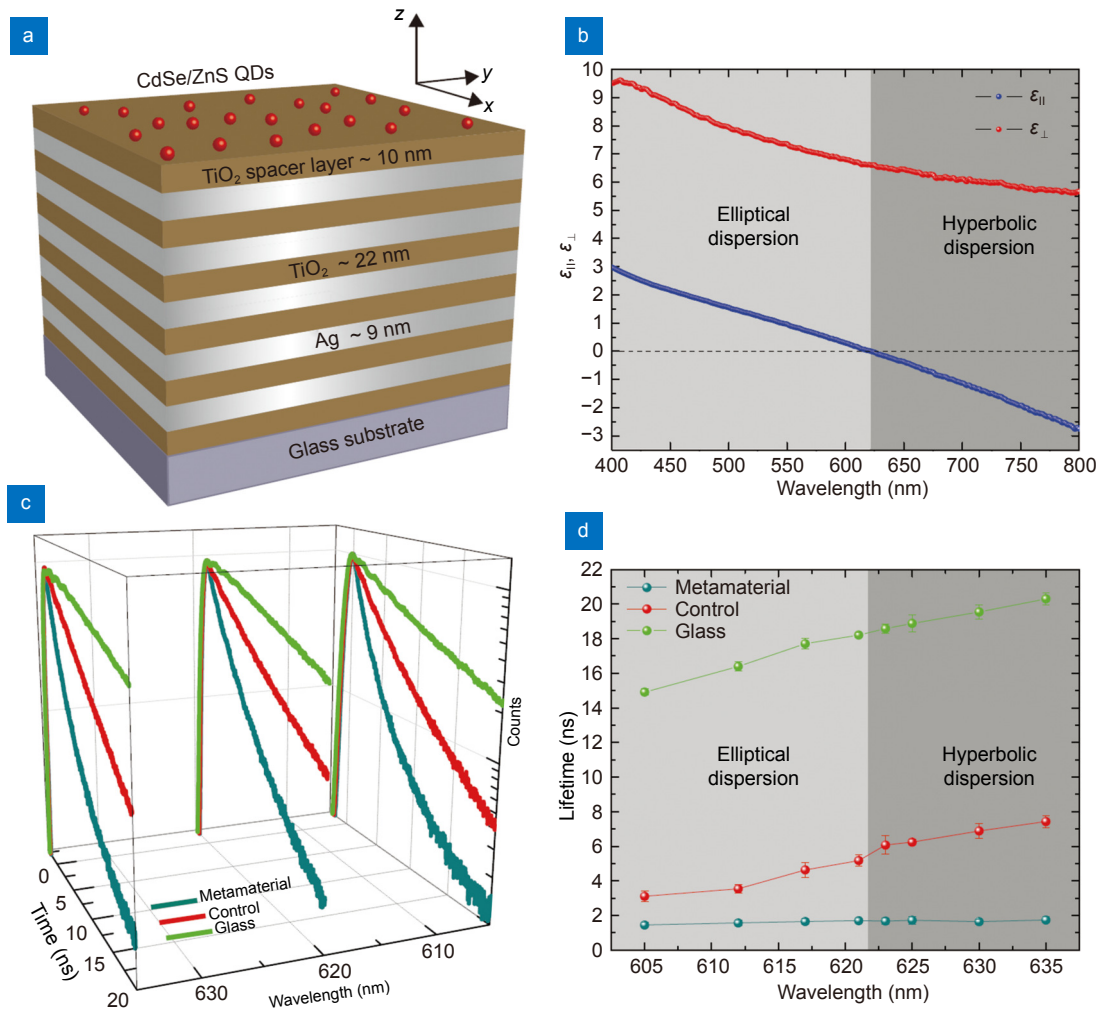 a
z
y
x
CdSe/ZnS QDs
TiO₂ spacer layer ~ 10 nm
TiO₂ ~ 22 nm
Ag ~ 9 nm
Glass substrate
b
10
9
8
7
6
5
4
3
2
1
0
−1
−2
−3
ε||, ε⊥
ε||
ε⊥
Elliptical
dispersion
Hyperbolic
dispersion
400 450 500 550 600 650 700 750 800
Wavelength (nm)
c
Counts
0
5
10
15
20
Time (ns)
Metamaterial
Control
Glass
630
620
610
Wavelength (nm)
d
22
20
18
16
14
12
10
8
6
4
2
0
Lifetime (ns)
Metamaterial
Control
Glass
Elliptical
dispersion
Hyperbolic
dispersion
605 610 615 620 625 630 635
Wavelength (nm)